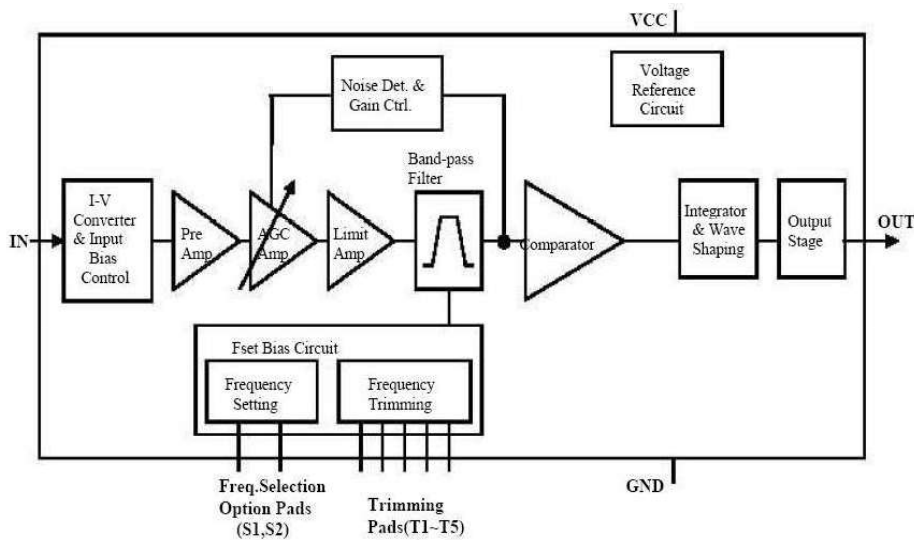 VCC
Noise Det. &
Gain Ctrl.
Voltage
Reference
Circuit
Band-pass
Filter
IN
I-V
Converter
& Input
Bias
Control
Pre
Amp
AGC
Amp
Limit
Amp
Comparator
Integrator
& Wave
Shaping
Output
Stage
OUT
Fset Bias Circuit
Frequency
Setting
Frequency
Trimming
Freq.Selection
Option Pads
(S1,S2)
Trimming
Pads(T1~T5)
GND